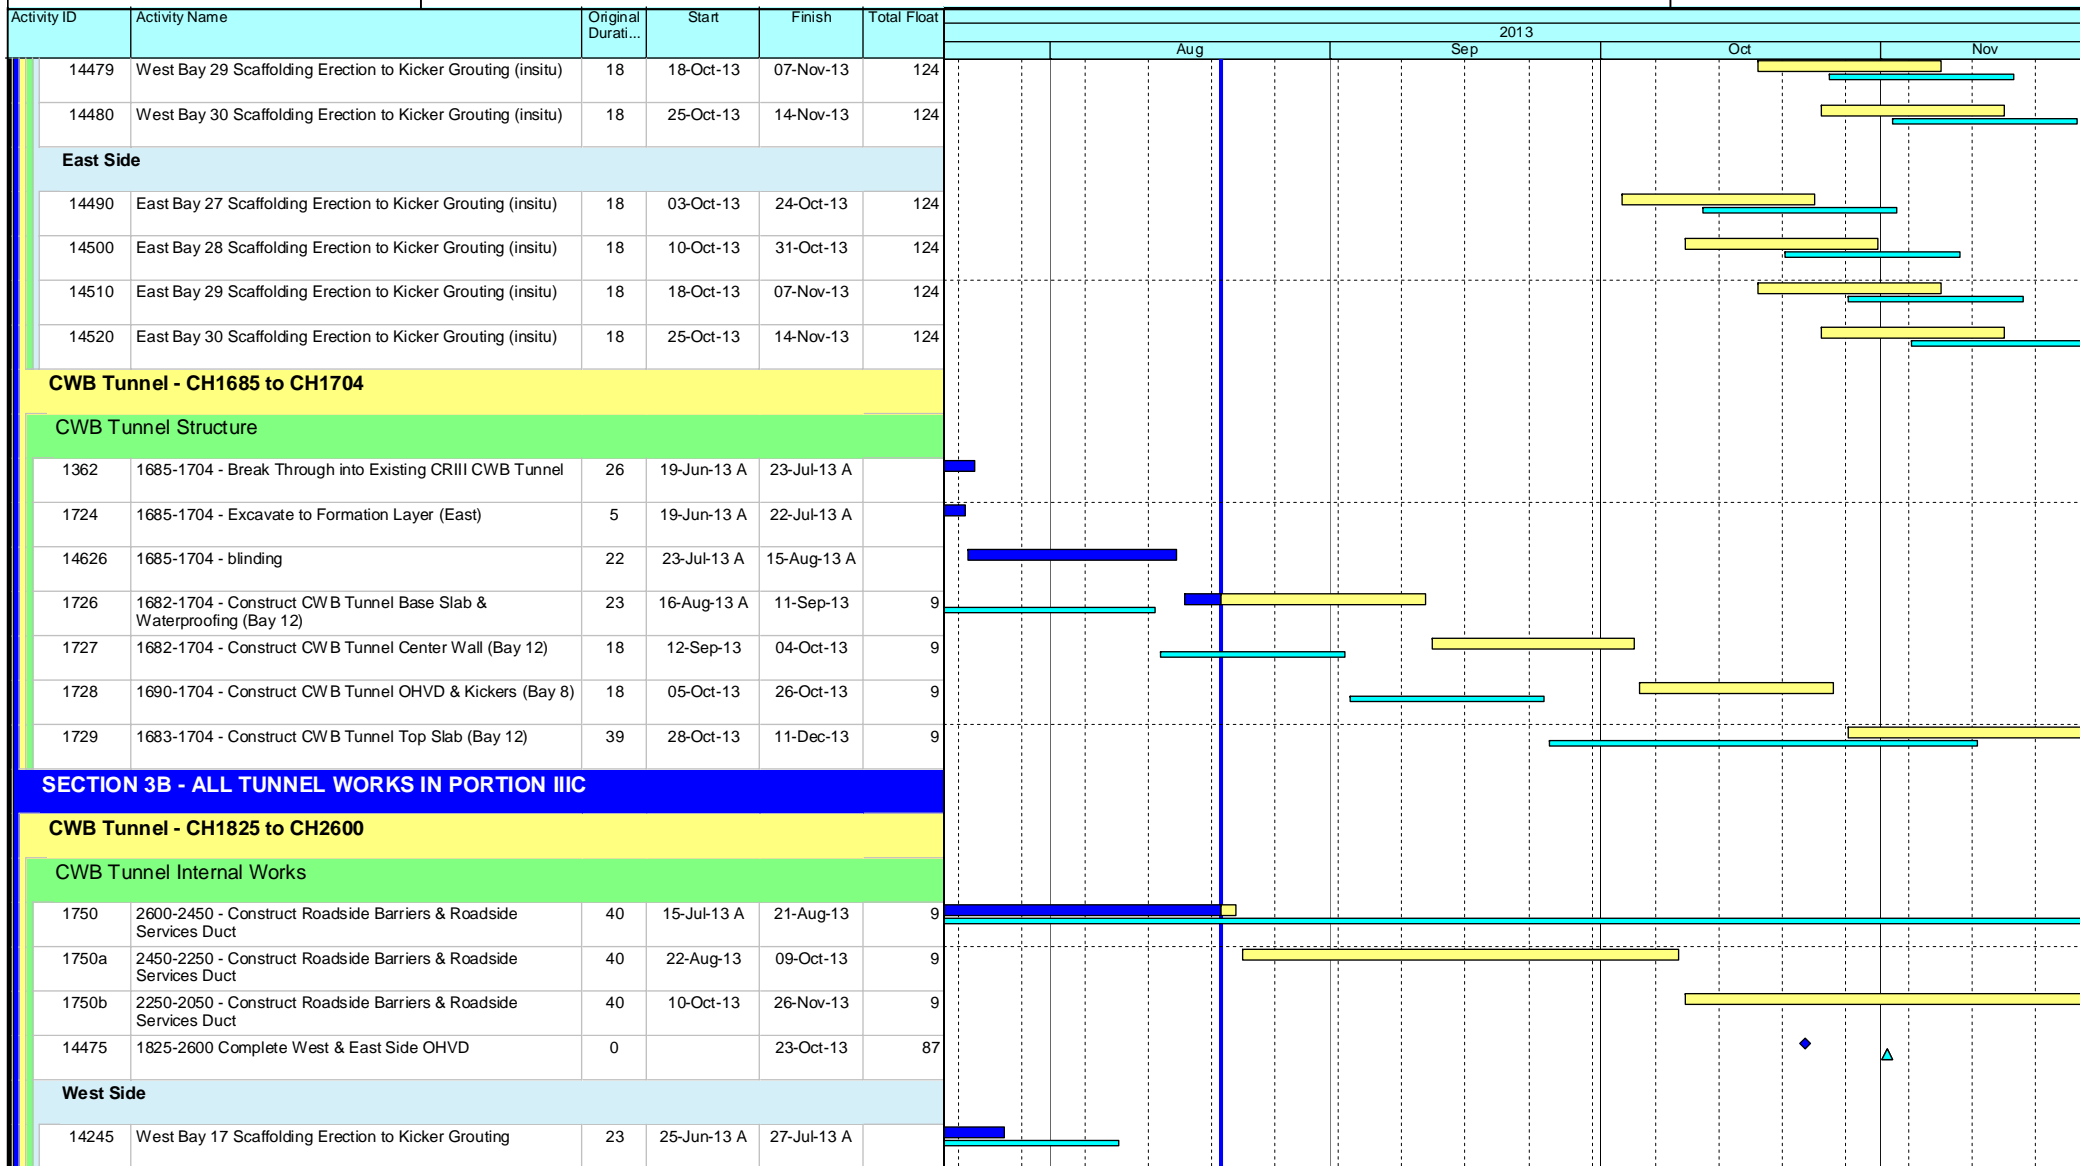 Activity ID Activity Name Original Start Finish Total Float
Durati...
2013
Aug Sep Oct Nov
14479 West Bay 29 Scaffolding Erection to Kicker Grouting (insitu) 18 18-Oct-13 07-Nov-13 124
14480 West Bay 30 Scaffolding Erection to Kicker Grouting (insitu) 18 25-Oct-13 14-Nov-13 124
East Side
14490 East Bay 27 Scaffolding Erection to Kicker Grouting (insitu) 18 03-Oct-13 24-Oct-13 124
14500 East Bay 28 Scaffolding Erection to Kicker Grouting (insitu) 18 10-Oct-13 31-Oct-13 124
14510 East Bay 29 Scaffolding Erection to Kicker Grouting (insitu) 18 18-Oct-13 07-Nov-13 124
14520 East Bay 30 Scaffolding Erection to Kicker Grouting (insitu) 18 25-Oct-13 14-Nov-13 124
CWB Tunnel - CH1685 to CH1704
CWB Tunnel Structure
1362 1685-1704 - Break Through into Existing CRIII CWB Tunnel 26 19-Jun-13 A 23-Jul-13 A
1724 1685-1704 - Excavate to Formation Layer (East) 5 19-Jun-13 A 22-Jul-13 A
14626 1685-1704 - blinding 22 23-Jul-13 A 15-Aug-13 A
1726 1682-1704 - Construct CWB Tunnel Base Slab & 23 16-Aug-13 A 11-Sep-13 9
Waterproofing (Bay 12)
1727 1682-1704 - Construct CWB Tunnel Center Wall (Bay 12) 18 12-Sep-13 04-Oct-13 9
1728 1690-1704 - Construct CWB Tunnel OHVD & Kickers (Bay 8) 18 05-Oct-13 26-Oct-13 9
1729 1683-1704 - Construct CWB Tunnel Top Slab (Bay 12) 39 28-Oct-13 11-Dec-13 9
SECTION 3B - ALL TUNNEL WORKS IN PORTION IIIC
CWB Tunnel - CH1825 to CH2600
CWB Tunnel Internal Works
1750 2600-2450 - Construct Roadside Barriers & Roadside 40 15-Jul-13 A 21-Aug-13 9
Services Duct
1750a 2450-2250 - Construct Roadside Barriers & Roadside 40 22-Aug-13 09-Oct-13 9
Services Duct
1750b 2250-2050 - Construct Roadside Barriers & Roadside 40 10-Oct-13 26-Nov-13 9
Services Duct
14475 1825-2600 Complete West & East Side OHVD 0 23-Oct-13 87
West Side
14245 West Bay 17 Scaffolding Erection to Kicker Grouting 23 25-Jun-13 A 27-Jul-13 A